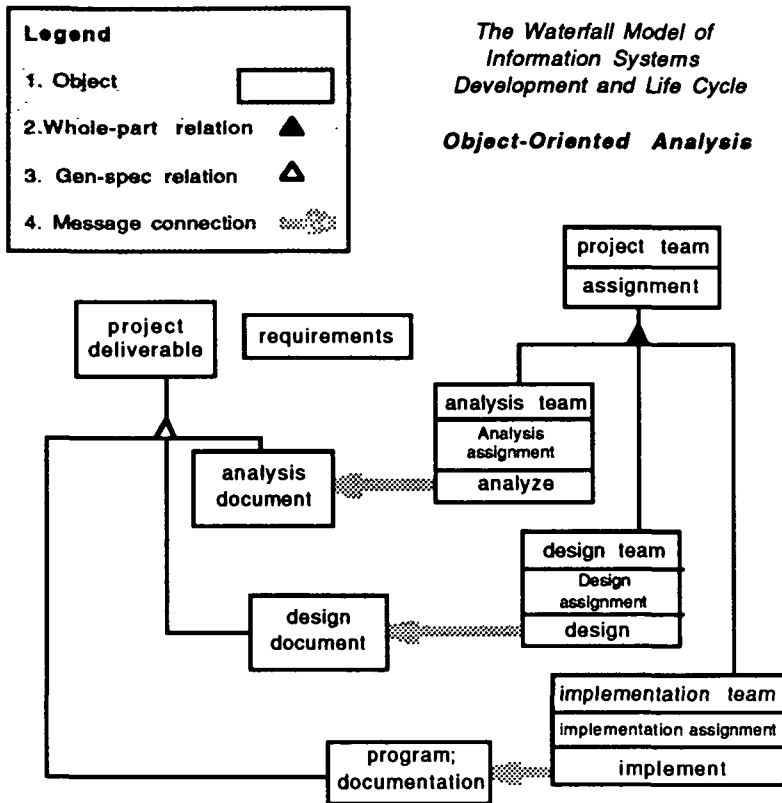 Legend
1. Object
2.Whole-part relation
3. Gen-spec relation
4. Message connection
The Waterfall Model of
Information Systems
Development and Life Cycle
Object-Oriented Analysis
project team
assignment
project
deliverable
requirements
analysis team
Analysis
assignment
analyze
analysis
document
design team
Design
assignment
design
design
document
implementation team
implementation assignment
implement
program;
documentation